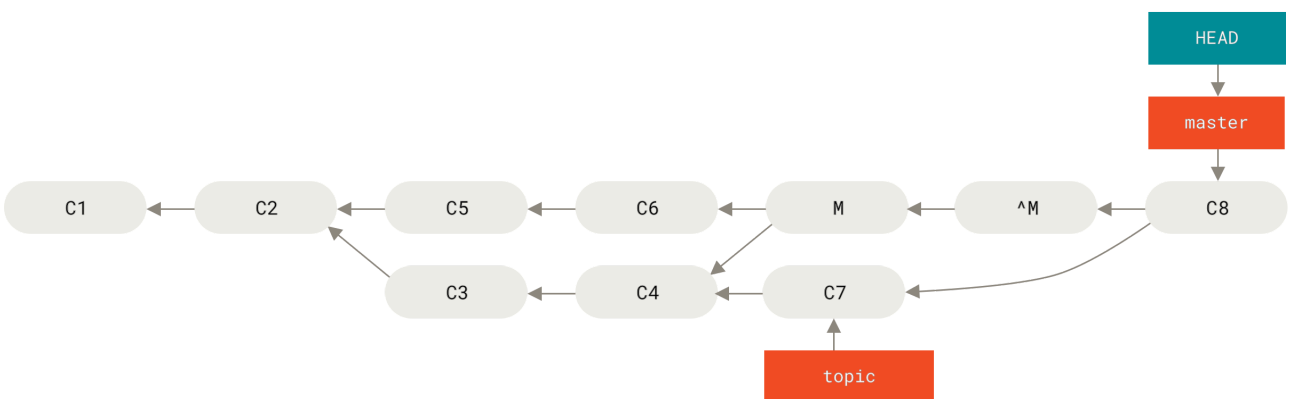 HEAD
master
C1 C2 C5 C6 M ^M C8
C3 C4 C7
topic